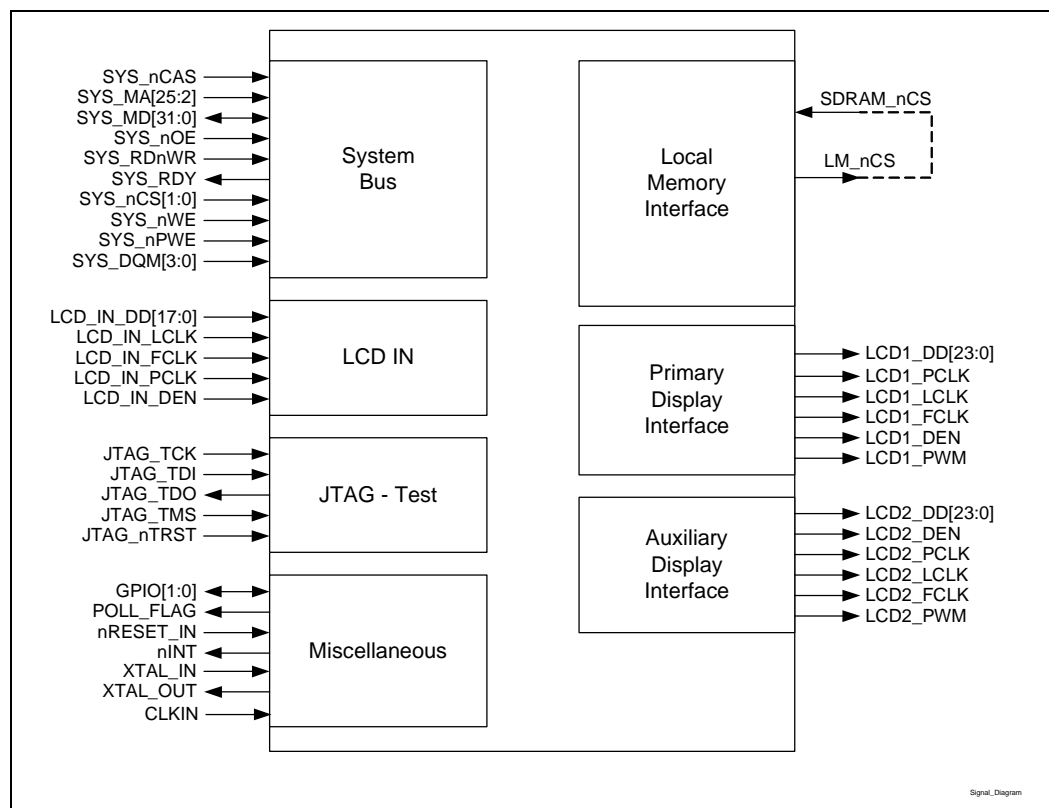 SYS_nCAS
SYS_MA[25:2]
SYS_MD[31:0]
SYS_nOE
SYS_RDnWR
SYS_RDY
SYS_nCS[1:0]
SYS_nWE
SYS_nPWE
SYS_DQM[3:0]
System
Bus
LCD_IN_DD[17:0]
LCD_IN_LCLK
LCD_IN_FCLK
LCD_IN_PCLK
LCD_IN_DEN
LCD IN
JTAG_TCK
JTAG_TDI
JTAG_TDO
JTAG_TMS
JTAG_nTRST
JTAG - Test
GPIO[1:0]
POLL_FLAG
nRESET_IN
nINT
XTAL_IN
XTAL_OUT
CLKIN
Miscellaneous
Local
Memory
Interface
SDRAM_nCS
LM_nCS
Primary
Display
Interface
LCD1_DD[23:0]
LCD1_PCLK
LCD1_LCLK
LCD1_FCLK
LCD1_DEN
LCD1_PWM
Auxiliary
Display
Interface
LCD2_DD[23:0]
LCD2_DEN
LCD2_PCLK
LCD2_LCLK
LCD2_FCLK
LCD2_PWM
Signal_Diagram